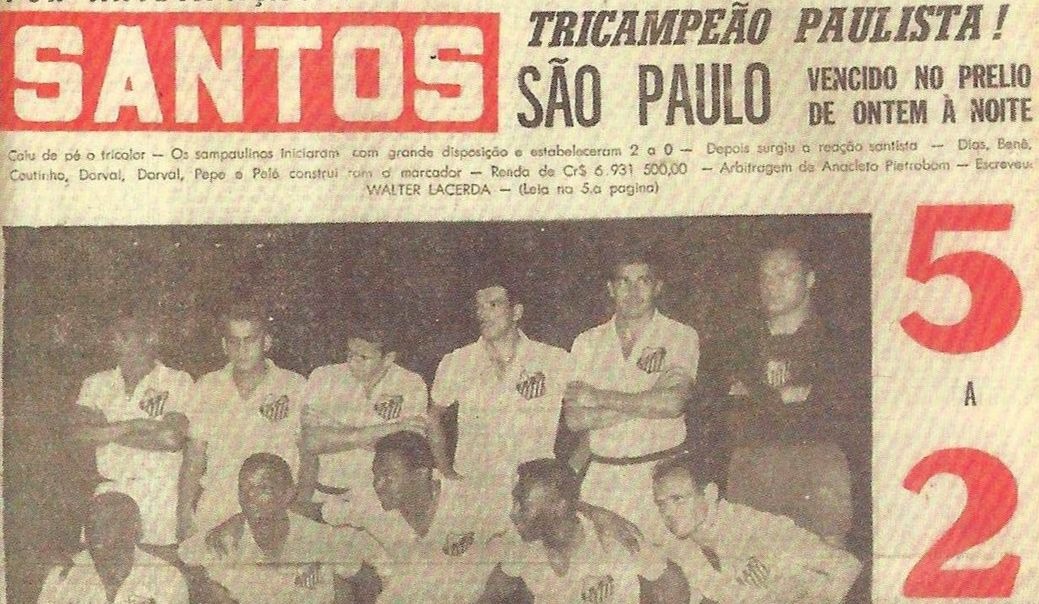 SANTOS
TRICAMPEÃO PAULISTA!
SÃO PAULO
VENCIDO NO PRELIO
DE ONTEM À NOITE
Caiu de pé o tricolor — Os sampaulinos iniciaram com grande disposição e estabeleceram 2 a 0 — Depois surgiu a reação santista — Dias, Benê,
Coutinho, Dorval, Dorval, Pepe e Pelé construi ram o marcador — Renda de Cr$ 6 931 500,00 — Arbitragem de Anacleto Pietrobom — Escreveu:
WALTER LACERDA — (Leia na 5.a pagina)
5
A
2